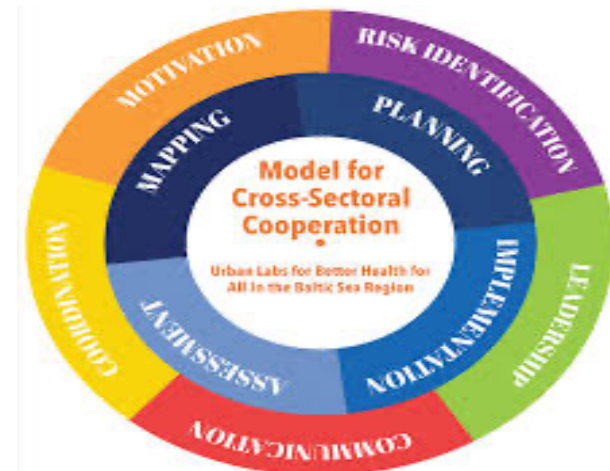 MOTIVATION
RISK IDENTIFICATION
LEADERSHIP
COMMUNICATION
COORDINATION
MAPPING
PLANNING
IMPLEMENTATION
ASSESSMENT
Model for
Cross-Sectoral
Cooperation
Urban Labs for Better Health for
All in the Baltic Sea Region